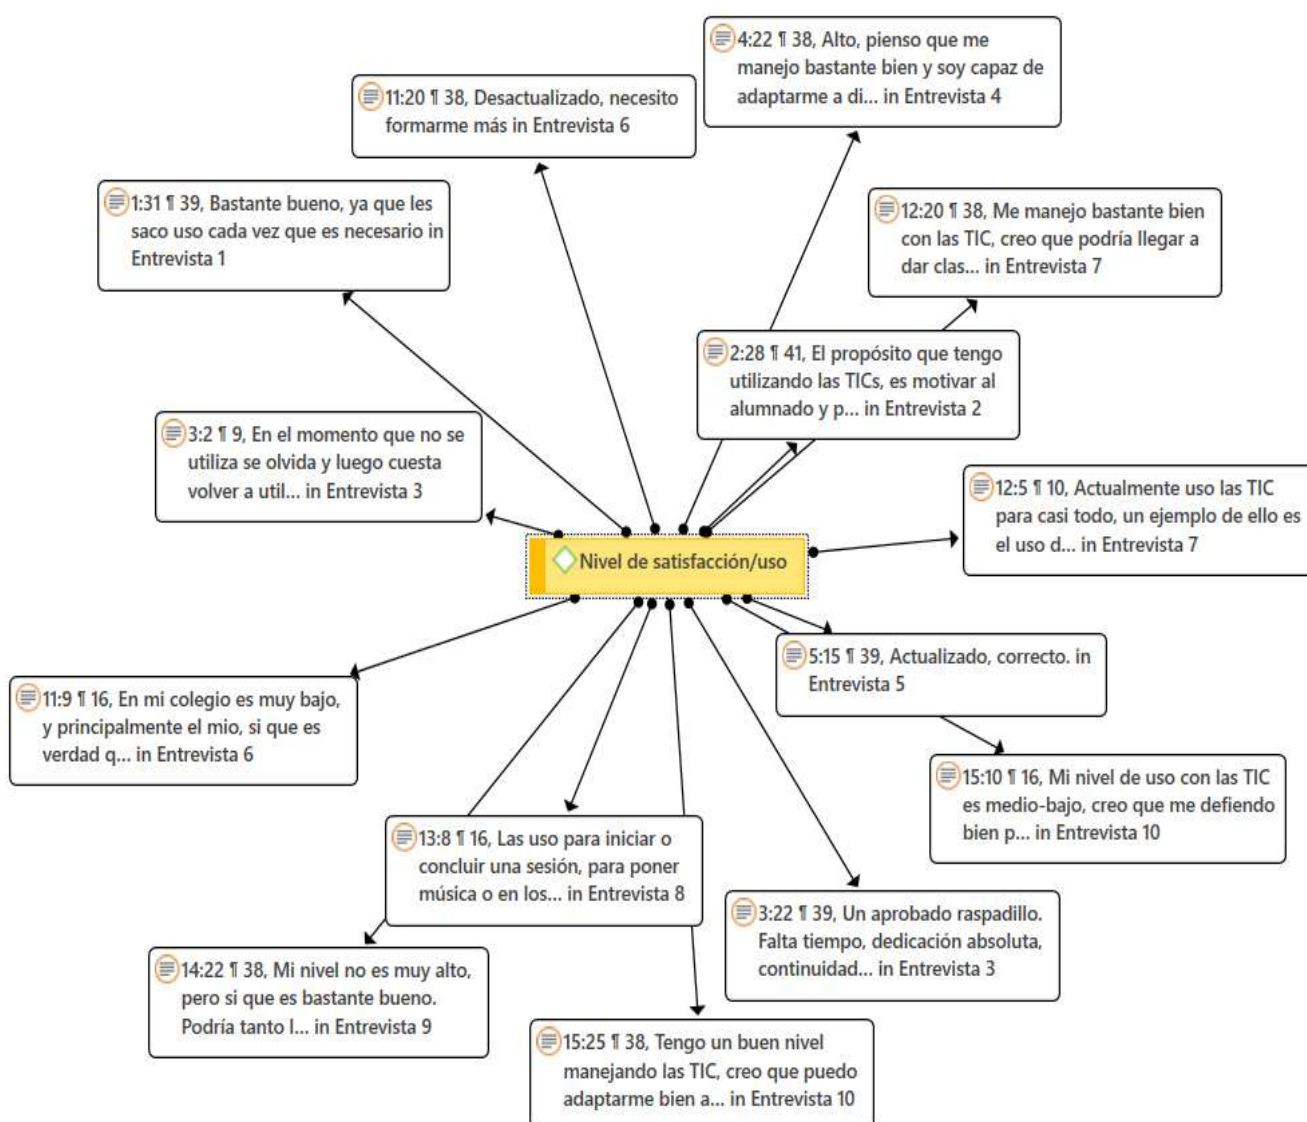 4:22 ¶ 38, Alto, pienso que me
manejo bastante bien y soy capaz de
adaptarme a di... in Entrevista 4
11:20 ¶ 38, Desactualizado, necesito
formarme más in Entrevista 6
1:31 ¶ 39, Bastante bueno, ya que les
saco uso cada vez que es necesario in
Entrevista 1
12:20 ¶ 38, Me manejo bastante bien
con las TIC, creo que podría llegar a
dar clas... in Entrevista 7
2:28 ¶ 41, El propósito que tengo
utilizando las TICs, es motivar al
alumnado y p... in Entrevista 2
3:2 ¶ 9, En el momento que no se
utiliza se olvida y luego cuesta
volver a util... in Entrevista 3
12:5 ¶ 10, Actualmente uso las TIC
para casi todo, un ejemplo de ello es
el uso d... in Entrevista 7
Nivel de satisfacción/uso
5:15 ¶ 39, Actualizado, correcto. in
Entrevista 5
11:9 ¶ 16, En mi colegio es muy bajo,
y principalmente el mio, si que es
verdad q... in Entrevista 6
15:10 ¶ 16, Mi nivel de uso con las TIC
es medio-bajo, creo que me defiendo
bien p... in Entrevista 10
13:8 ¶ 16, Las uso para iniciar o
concluir una sesión, para poner
música o en los... in Entrevista 8
3:22 ¶ 39, Un aprobado raspadillo.
Falta tiempo, dedicación absoluta,
continuidad... in Entrevista 3
14:22 ¶ 38, Mi nivel no es muy alto,
pero si que es bastante bueno.
Podría tanto l... in Entrevista 9
15:25 ¶ 38, Tengo un buen nivel
manejando las TIC, creo que puedo
adaptarme bien a... in Entrevista 10